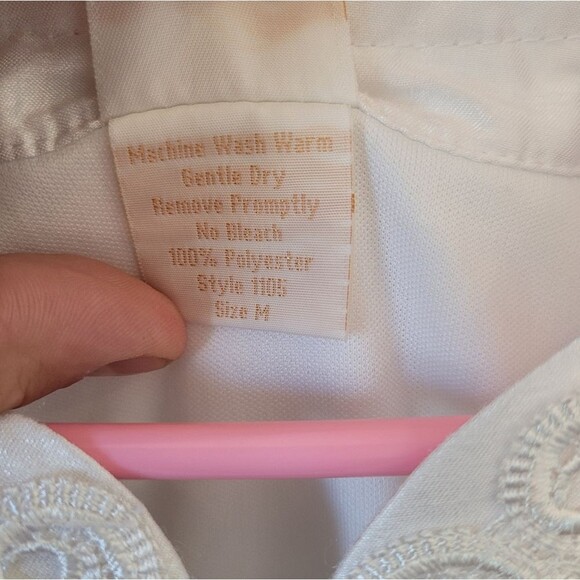 Machine Wash Warm
Gentle Dry
Remove Promptly
No Bleach
100% Polyester
Style 1105
Size M